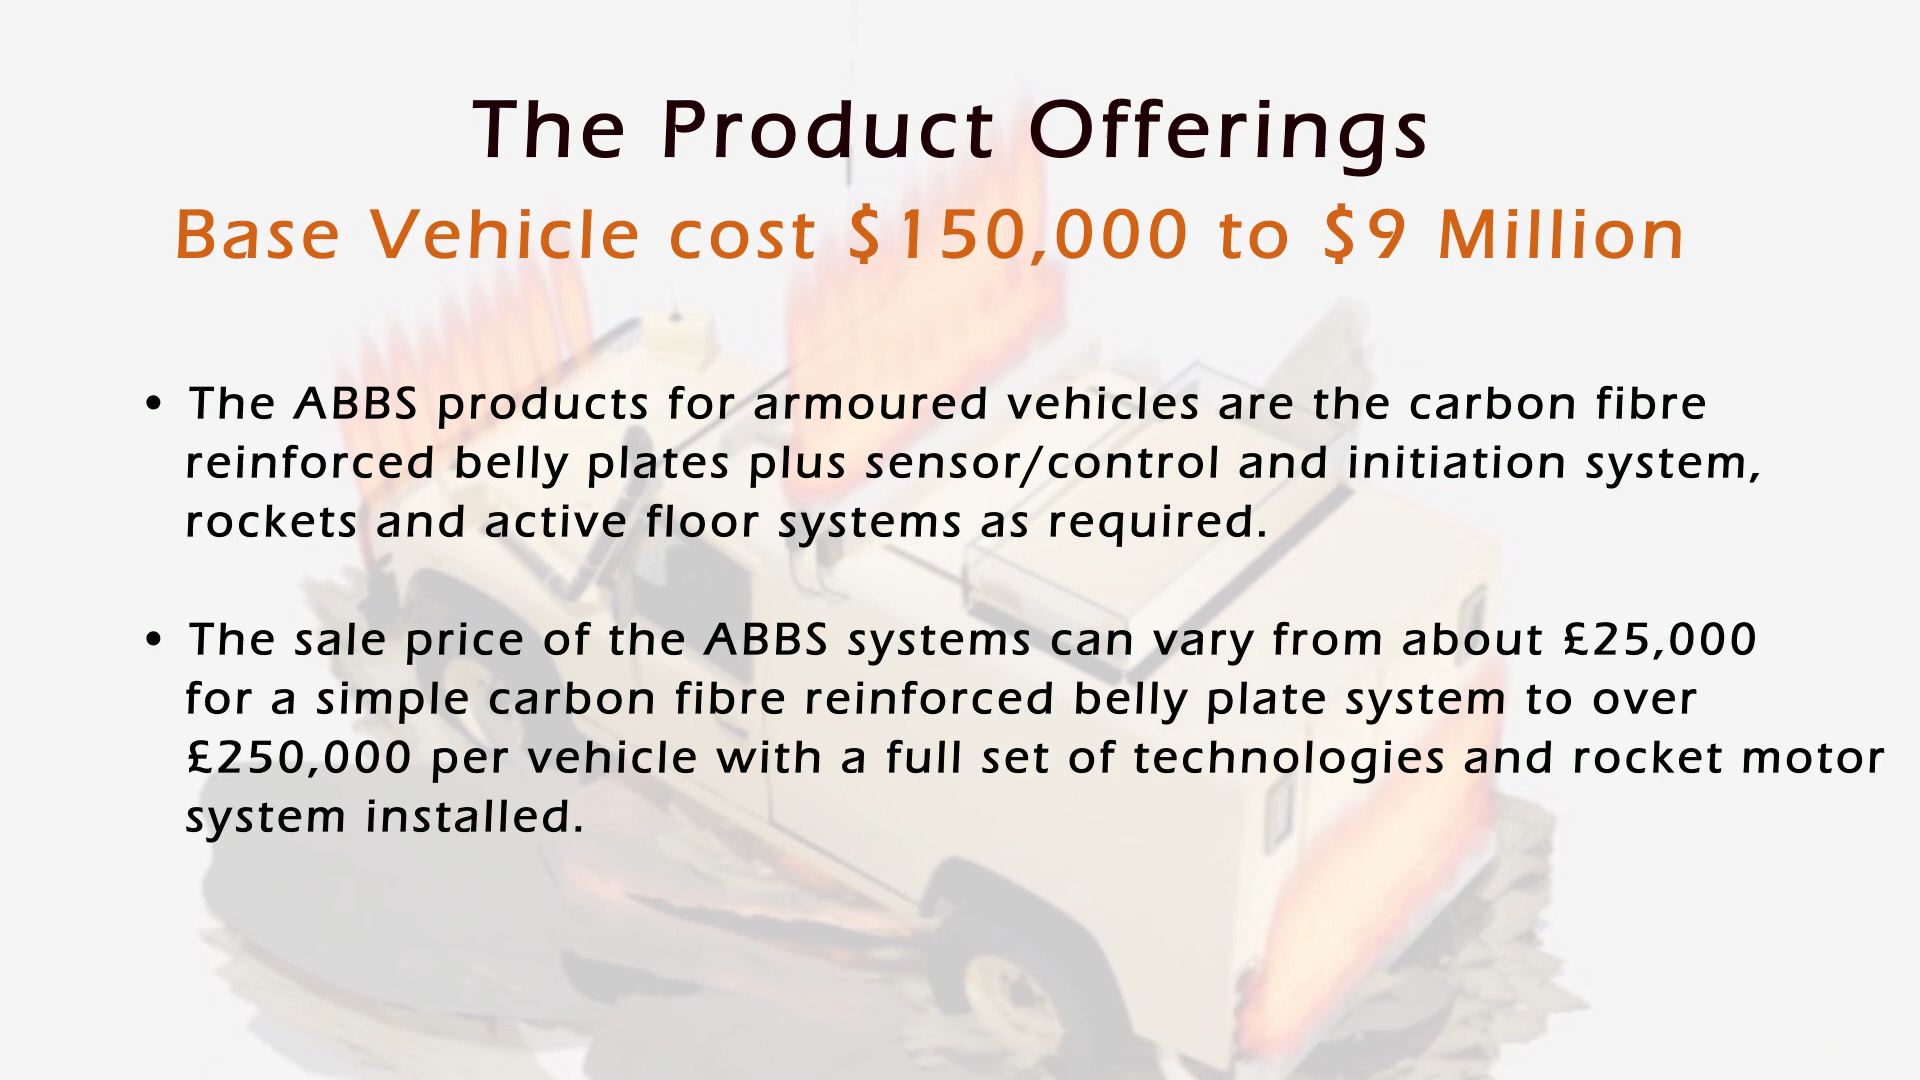 The Product Offerings
Base Vehicle cost $150,000 to $9 Million
• The ABBS products for armoured vehicles are the carbon fibre
reinforced belly plates plus sensor/control and initiation system,
rockets and active floor systems as required.
• The sale price of the ABBS systems can vary from about £25,000
for a simple carbon fibre reinforced belly plate system to over
£250,000 per vehicle with a full set of technologies and rocket motor
system installed.